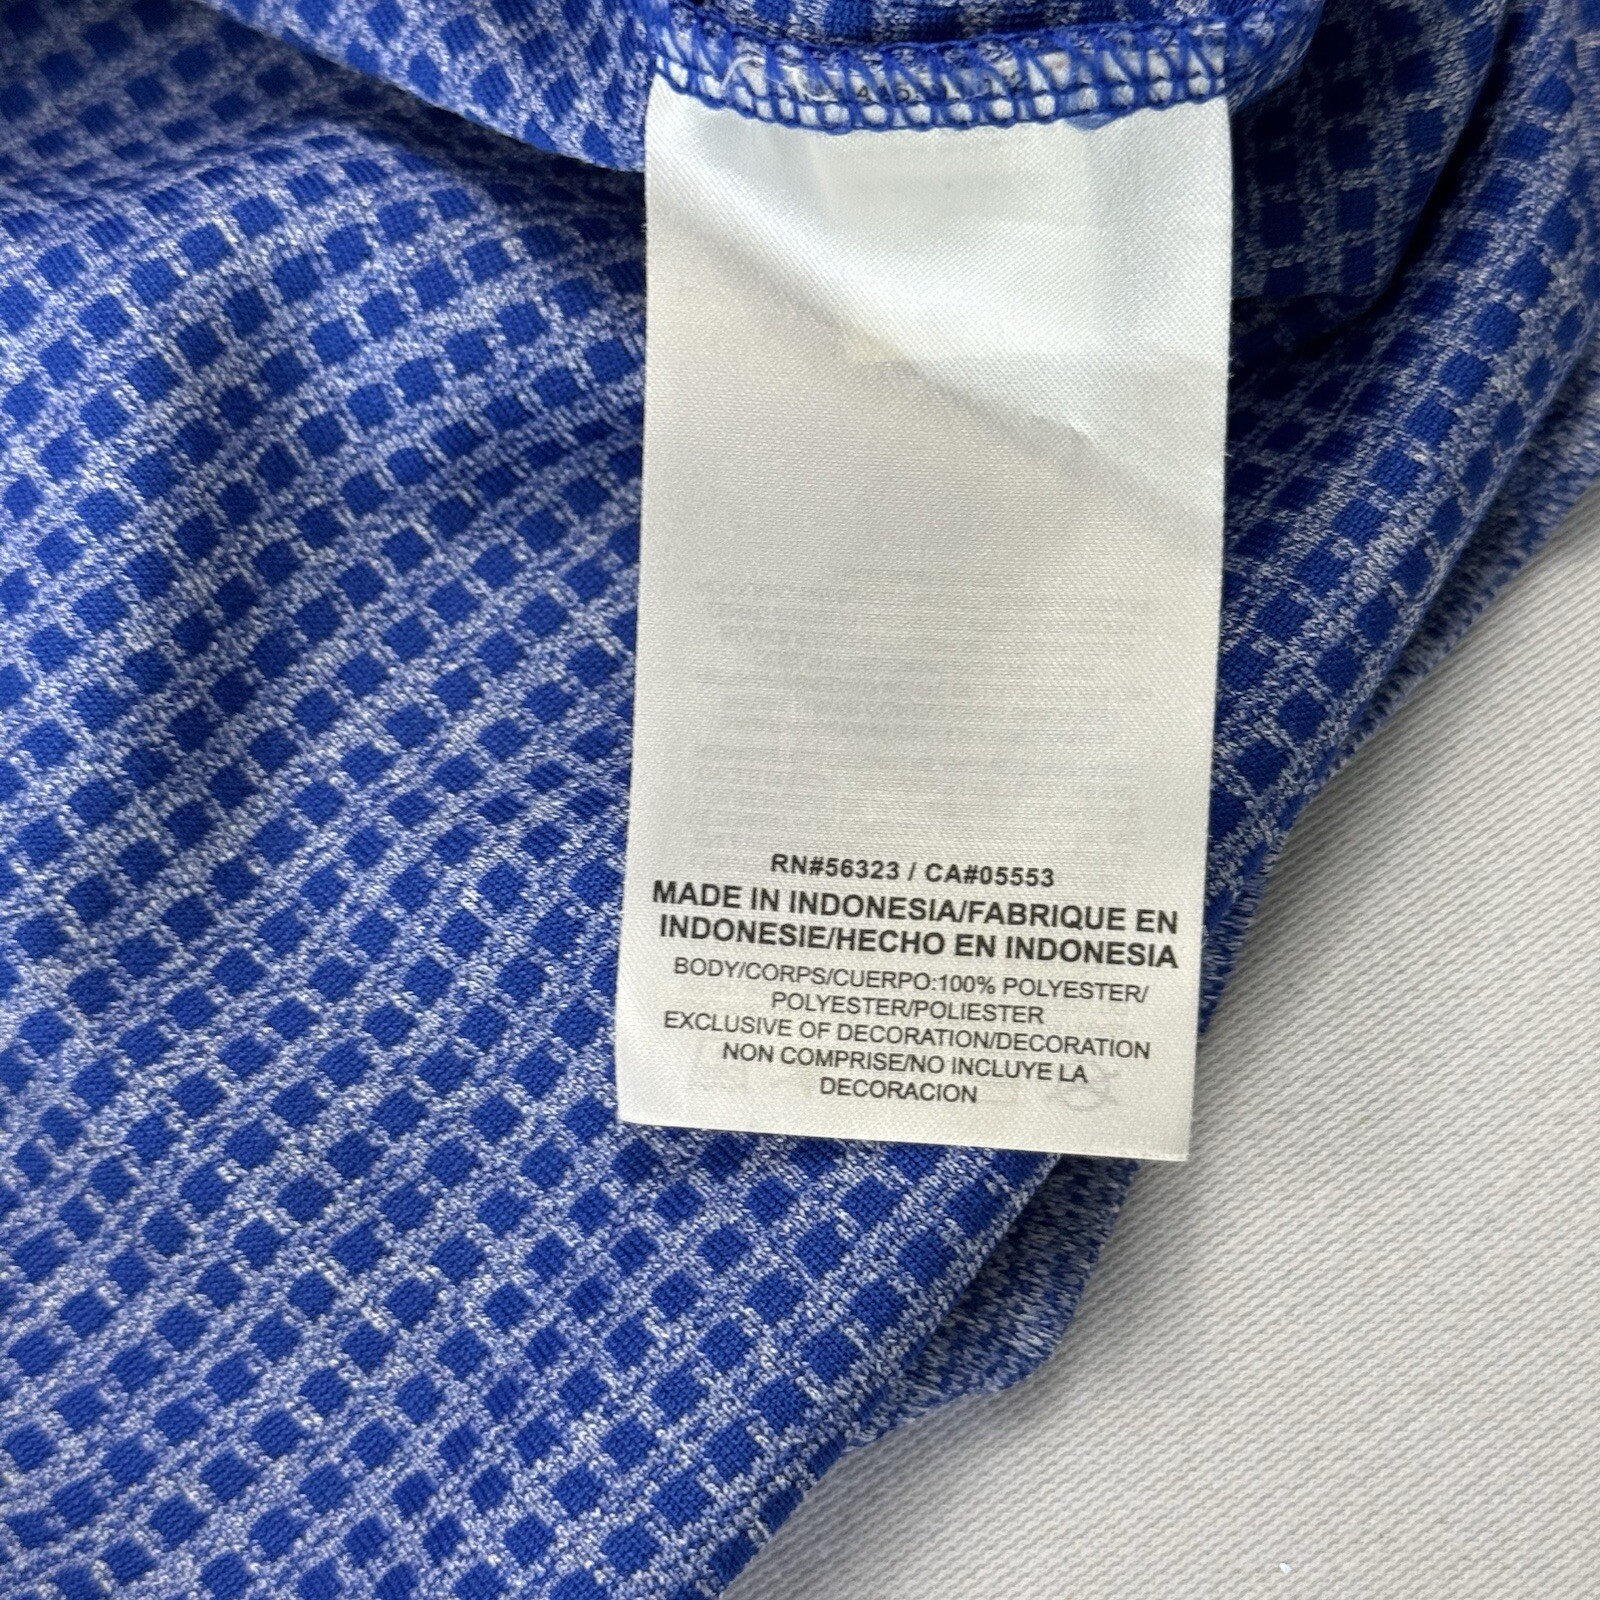 RN#56323 / CA#05553
MADE IN INDONESIA/FABRIQUE EN
INDONESIE/HECHO EN INDONESIA
BODY/CORPS/CUERPO:100% POLYESTER/
POLYESTER/POLIESTER
EXCLUSIVE OF DECORATION/DECORATION
NON COMPRISE/NO INCLUYE LA
DECORACION